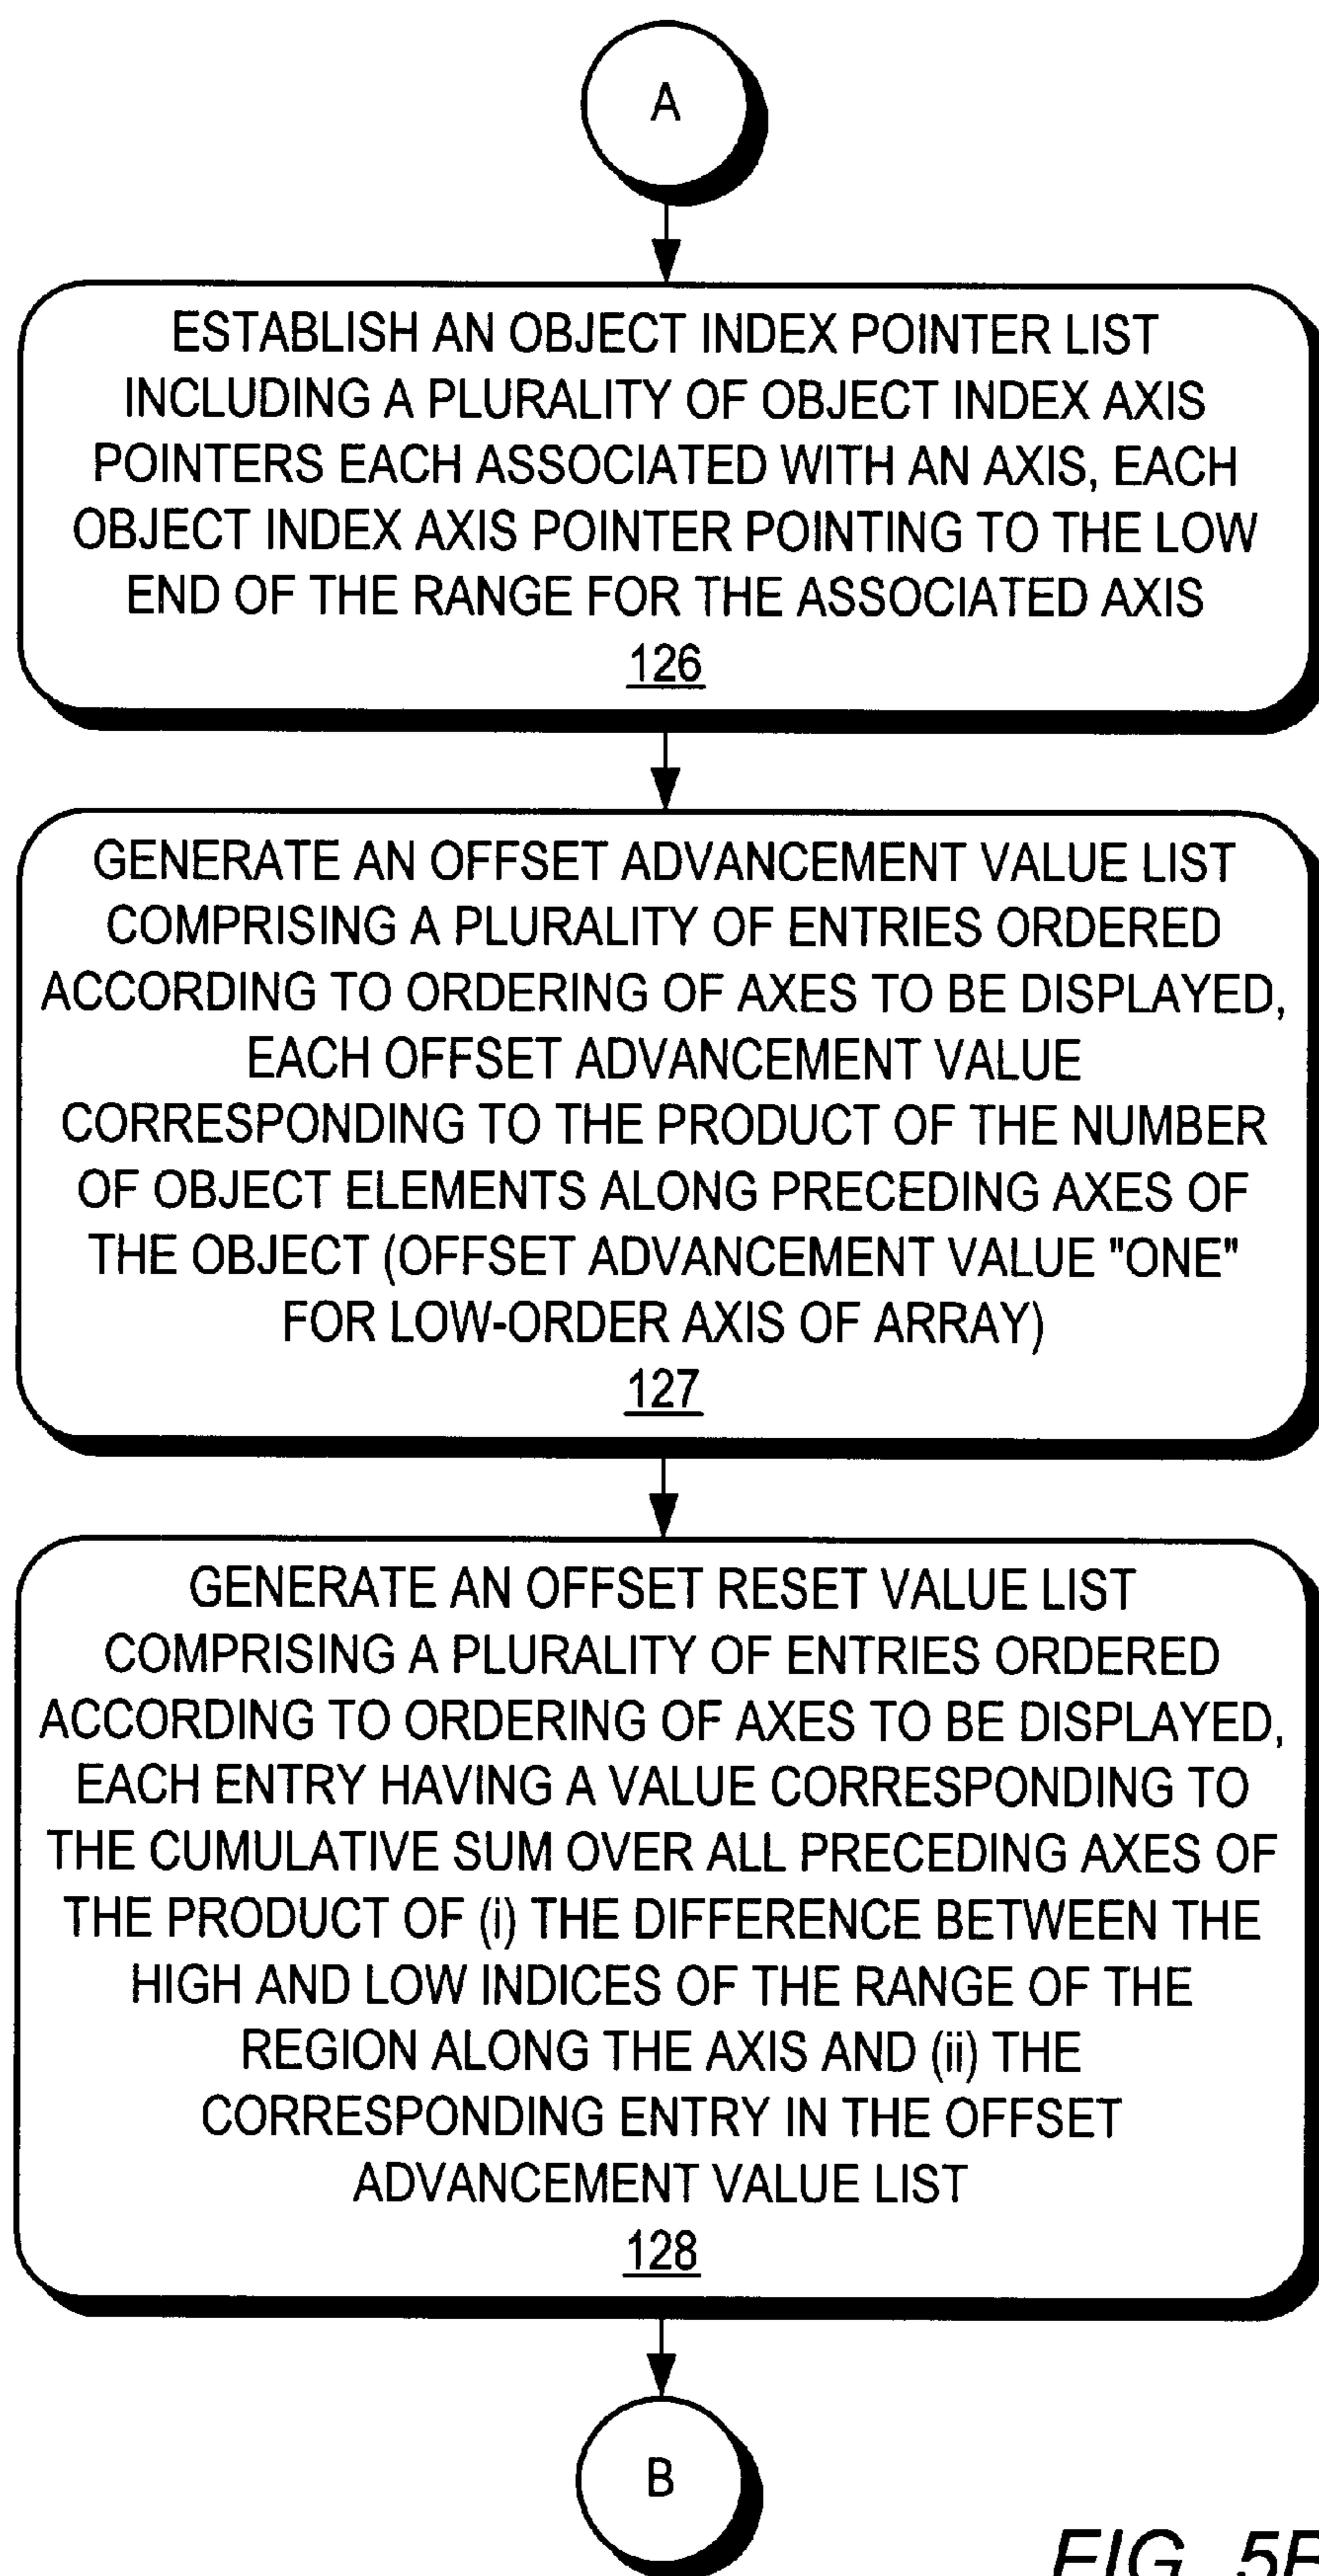 A
ESTABLISH AN OBJECT INDEX POINTER LIST
INCLUDING A PLURALITY OF OBJECT INDEX AXIS
POINTERS EACH ASSOCIATED WITH AN AXIS, EACH
OBJECT INDEX AXIS POINTER POINTING TO THE LOW
END OF THE RANGE FOR THE ASSOCIATED AXIS
126
GENERATE AN OFFSET ADVANCEMENT VALUE LIST
COMPRISING A PLURALITY OF ENTRIES ORDERED
ACCORDING TO ORDERING OF AXES TO BE DISPLAYED,
EACH OFFSET ADVANCEMENT VALUE
CORRESPONDING TO THE PRODUCT OF THE NUMBER
OF OBJECT ELEMENTS ALONG PRECEDING AXES OF
THE OBJECT (OFFSET ADVANCEMENT VALUE "ONE"
FOR LOW-ORDER AXIS OF ARRAY)
127
GENERATE AN OFFSET RESET VALUE LIST
COMPRISING A PLURALITY OF ENTRIES ORDERED
ACCORDING TO ORDERING OF AXES TO BE DISPLAYED,
EACH ENTRY HAVING A VALUE CORRESPONDING TO
THE CUMULATIVE SUM OVER ALL PRECEDING AXES OF
THE PRODUCT OF (i) THE DIFFERENCE BETWEEN THE
HIGH AND LOW INDICES OF THE RANGE OF THE
REGION ALONG THE AXIS AND (ii) THE
CORRESPONDING ENTRY IN THE OFFSET
ADVANCEMENT VALUE LIST
128
B
FIG. 5B